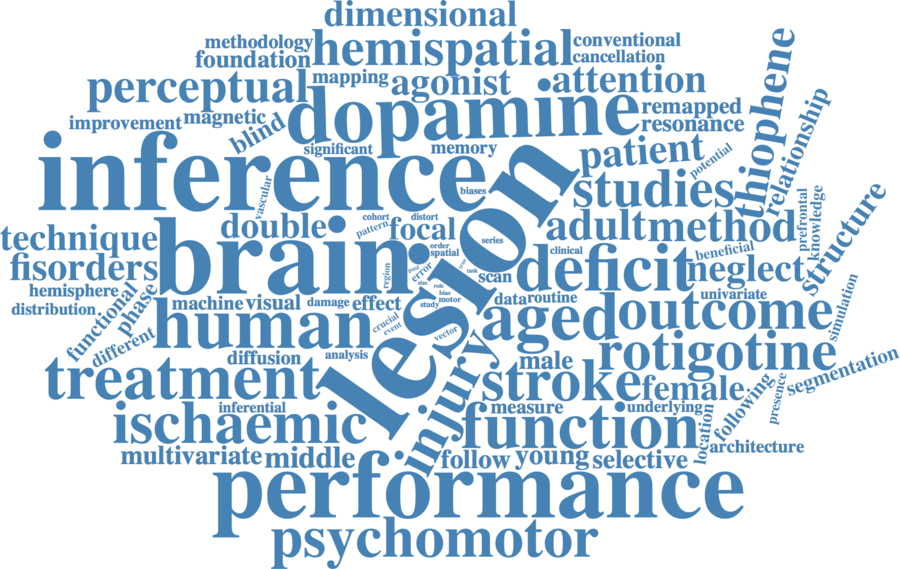 dimensional
methodology
hemispatial
conventional
foundation
cancellation
perceptual
mapping
agonist
attention
thiophene
improvement
magnetic
blind
dopamine
remapped
resonance
relationship
significant
memory
inference
biases
patient
potential
studies
vascular
lesion
technique
double
cohort
distort
pattern
focal
series
adult
method
prefrontal
knowledge
structure
brain
order
spatial
clinical
beneficial
fisorders
region
error
task
scan
deficit
neglect
hemisphere
functional
phase
machine
visual
damage
effect
size
role
bias
motor
study
data
routine
univariate
simulation
distribution
human
crucial
event
vector
aged
outcome
different
diffusion
analysis
male
rotigotine
treatment
injury
stroke
female
following
presence
segmentation
inferential
measure
underlying
ischaemic
function
location
architecture
multivariate
middle
follow
young
selective
performance
psychomotor